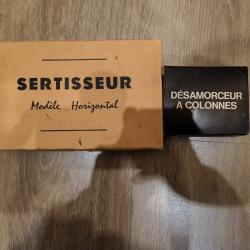 SERTISSEUR
Modèle Horizontal
DÉSAMORCEUR
A COLONNES